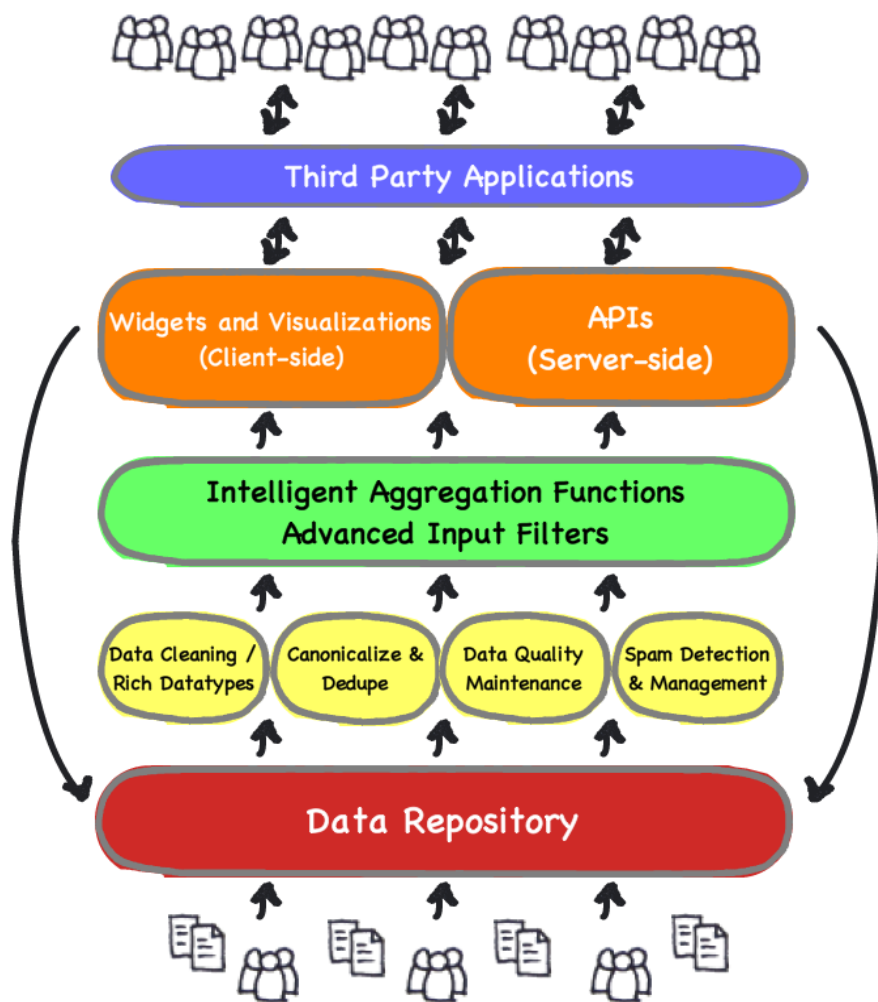 Third Party Applications
Widgets and Visualizations
(Client-side)
APIs
(Server-side)
Intelligent Aggregation Functions
Advanced Input Filters
Data Cleaning /
Rich Datatypes
Canonicalize &
Dedupe
Data Quality
Maintenance
Spam Detection
& Management
Data Repository